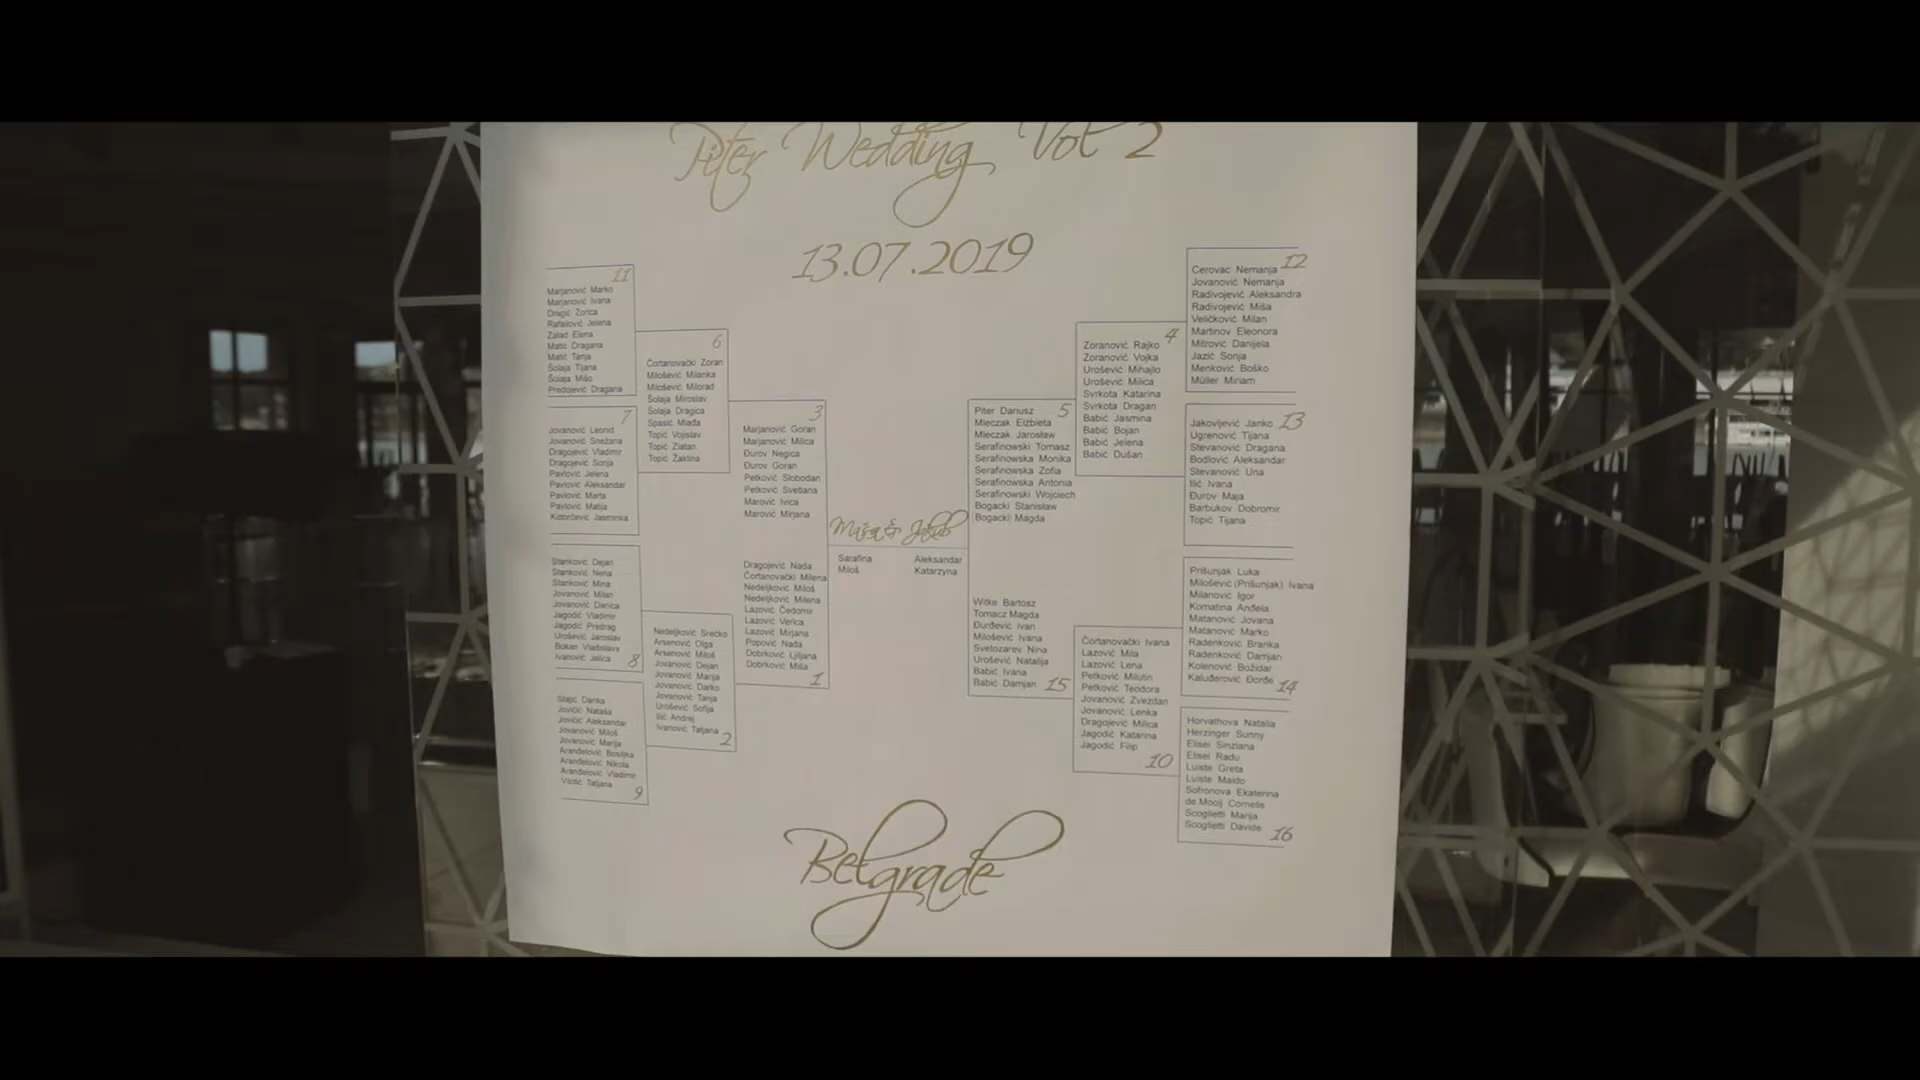 Piter Wedding Vol 2
13.07.2019
11
Marjanović Marko
Marjanović Ivana
Dragić Zorica
Rafailović Jelena
Zalad Elena
Matić Dragana
Matić Tanja
Šolaja Tijana
Šolaja Mišo
Predojević Dragana
7
Jovanović Leonid
Jovanović Snežana
Dragojević Vladimir
Dragojević Sonja
Pavlović Jelena
Pavlović Aleksandar
Pavlović Marta
Pavlović Matija
Jasminka
Stanković Dejan
Stanković Nena
Stanković Mina
Jovanović Milan
Jovanović Danica
Jagodić Vladimir
Jagodić Predrag
Urošević Jaroslav
Bokan Vladislava
Ivanović Jelica
8
Danka
Jovičić Nataša
Jovičić Aleksandar
Jovanović Miloš
Jovanović Marija
Aranđelović Bosiljka
Aranđelović Nikola
Aranđelović Vladimir
Tatjana
9
6
Čortanovački Zoran
Milošević Milanka
Milošević Milorad
Šolaja Miroslav
Šolaja Dragica
Spasić Mlađa
Topić Vojislav
Topić Zlatan
Topić Žaklina
Nedeljković Srećko
Arsenović Olga
Arsenović Miloš
Jovanović Dejan
Jovanović Marija
Jovanović Darko
Jovanović Tanja
Urošević Sofija
Ilić Andrej
Ivanović Tatjana
2
3
Marjanović Goran
Marjanović Milica
Đurov Negica
Đurov Goran
Petković Slobodan
Petković Svetlana
Marović Ivica
Marović Mirjana
Dragojević Nada
Čortanovački Milena
Nedeljković Miloš
Nedeljković Milena
Lazović Čedomir
Lazović Verica
Lazović Mirjana
Popović Nada
Dobrković Ljiljana
Dobrković Miša
1
Maša & Jakub
Sarafina Aleksandar
Miloš Katarzyna
Piter Dariusz 5
Mleczak Elżbieta
Mleczak Jarosław
Serafinowski Tomasz
Serafinowska Monika
Serafinowska Zofia
Serafinowska Antonia
Serafinowski Wojciech
Bogacki Stanisław
Bogacki Magda
Witke Bartosz
Tomacz Magda
Đurđević Ivan
Milošević Ivana
Svetozarev Nina
Urošević Natalija
Babić Ivana
Babić Damjan 15
4
Zoranović Rajko
Zoranović Vojka
Urošević Mihajlo
Urošević Milica
Svrkota Katarina
Svrkota Dragan
Babić Jasmina
Babić Bojan
Babić Jelena
Babić Dušan
Čortanovački Ivana
Lazović Mila
Lazović Lena
Petković Milutin
Petković Teodora
Jovanović Zvezdan
Jovanović Lenka
Dragojević Milica
Jagodić Katarina
Jagodić Filip
10
Cerovac Nemanja 12
Jovanović Nemanja
Radivojević Aleksandra
Radivojević Miša
Veličković Milan
Martinov Eleonora
Mitrović Danijela
Jazić Sonja
Menković Boško
Müller Miriam
Jakovljević Janko 13
Ugrenović Tijana
Stevanović Dragana
Bodlović Aleksandar
Stevanović Una
Ilić Ivana
Đurov Maja
Barbukov Dobromir
Topić Tijana
Prišunjak Luka
Milošević (Prišunjak) Ivana
Milanović Igor
Komatina Anđela
Matanović Jovana
Matanović Marko
Radenković Branka
Radenković Damjan
Kolenović Božidar
Kaluđerović Đorđe 14
Horvathova Natalia
Herzinger Sunny
Elisei Sinziana
Elisei Radu
Luiste Greta
Luiste Maido
Sofronova Ekaterina
de Mooij Cornelis
Scoglietti Marija
Scoglietti Davide 16
Belgrade